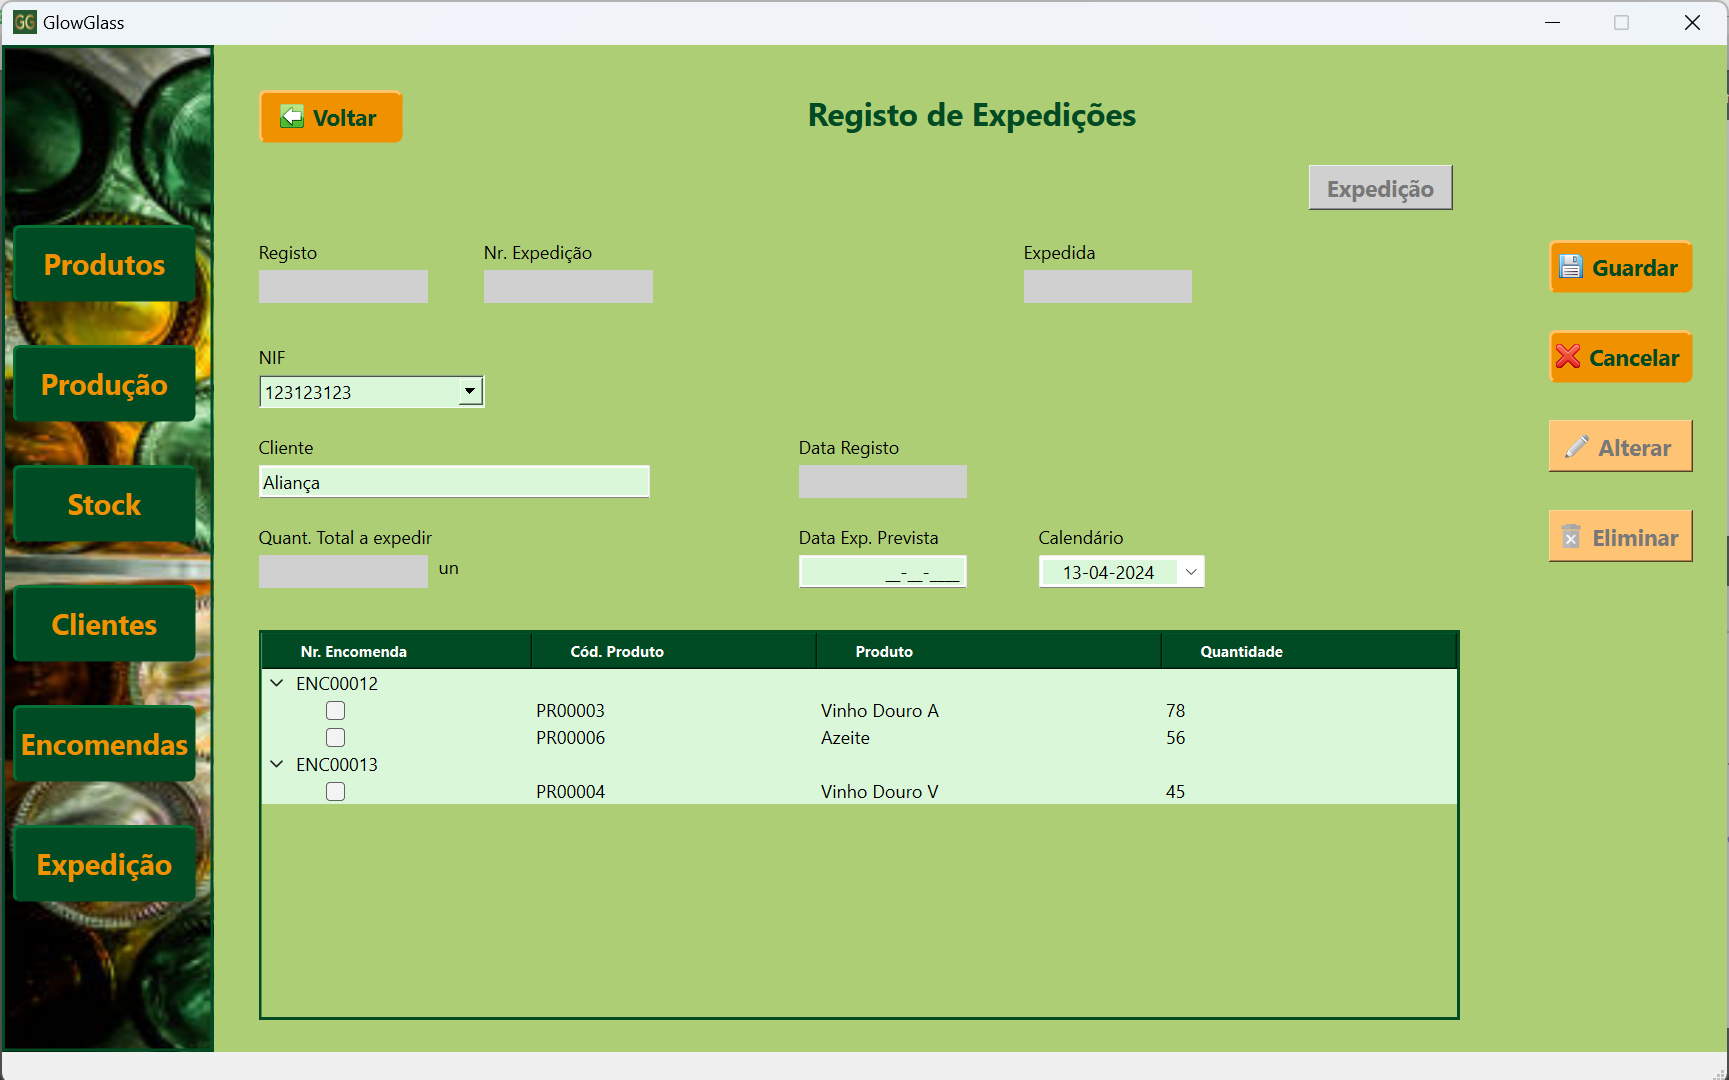 GG GlowGlass
Voltar
Registo de Expedições
Expedição
Registo
Nr. Expedição
Expedida
Guardar
Produtos
NIF
Cancelar
Produção
123123123
Cliente
Data Registo
Alterar
Aliança
Stock
Quant. Total a expedir
Data Exp. Prevista
Calendário
Eliminar
un
__-__-____
13-04-2024
Clientes
Nr. Encomenda Cód. Produto Produto Quantidade
ENC00012
PR00003 Vinho Douro A 78
PR00006 Azeite 56
Encomendas
ENC00013
PR00004 Vinho Douro V 45
Expedição